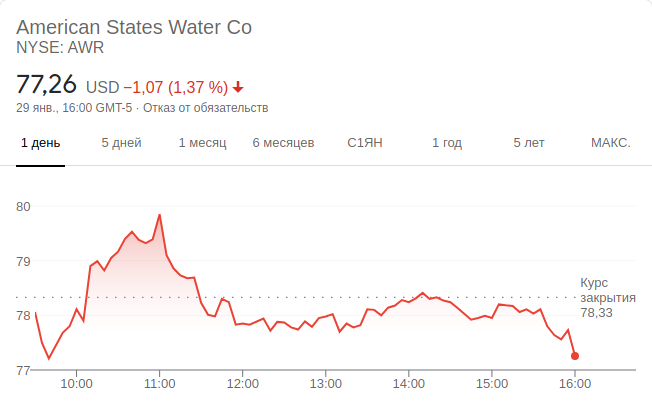 American States Water Co
NYSE: AWR
77,26 USD −1,07 (1,37 %)
29 янв., 16:00 GMT-5 · Отказ от обязательств
1 день 5 дней 1 месяц 6 месяцев С1ЯН 1 год 5 лет МАКС.
80
79
78
77
Курс
закрытия
78,33
10:00 11:00 12:00 13:00 14:00 15:00 16:00